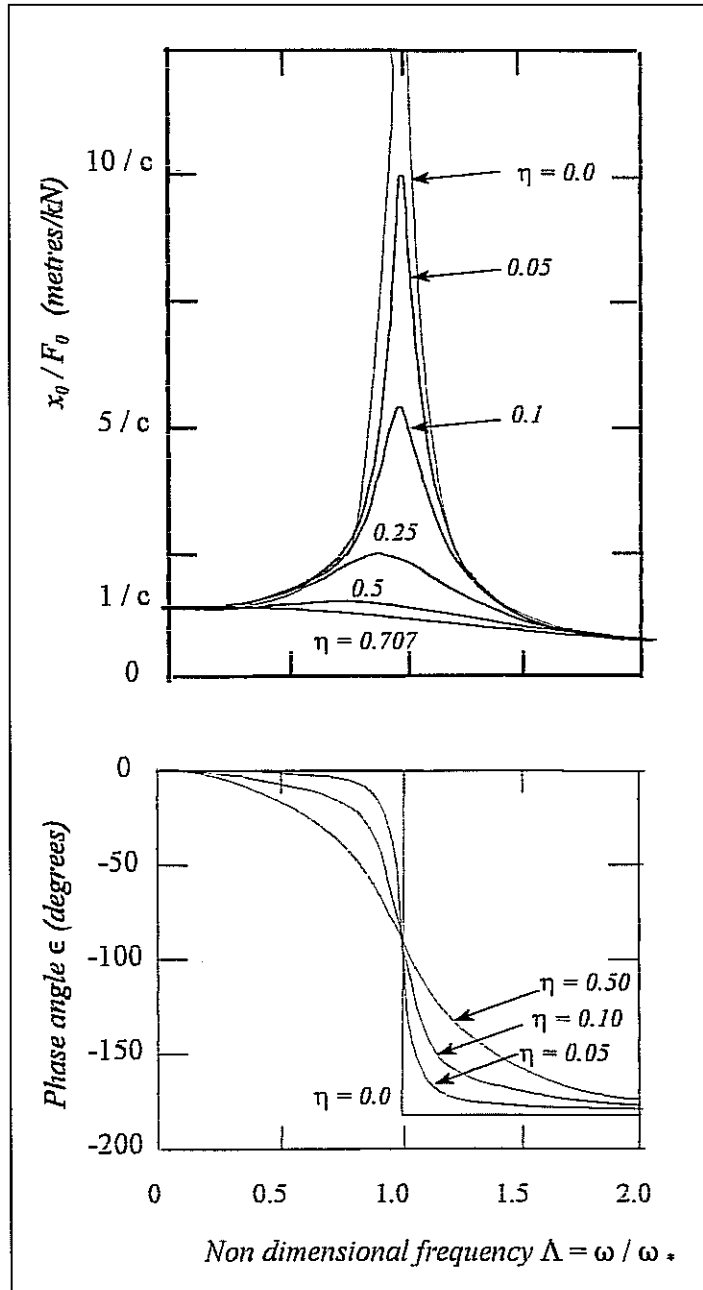 10 / c
η = 0.0
x₀ / F₀ (metres/kN)
0.05
5 / c
0.1
0.25
1 / c
0.5
η = 0.707
0
0
Phase angle ϵ (degrees)
-50
-100
η = 0.50
η = 0.10
-150
η = 0.05
η = 0.0
-200
0 0.5 1.0 1.5 2.0
Non dimensional frequency Λ = ω / ω *